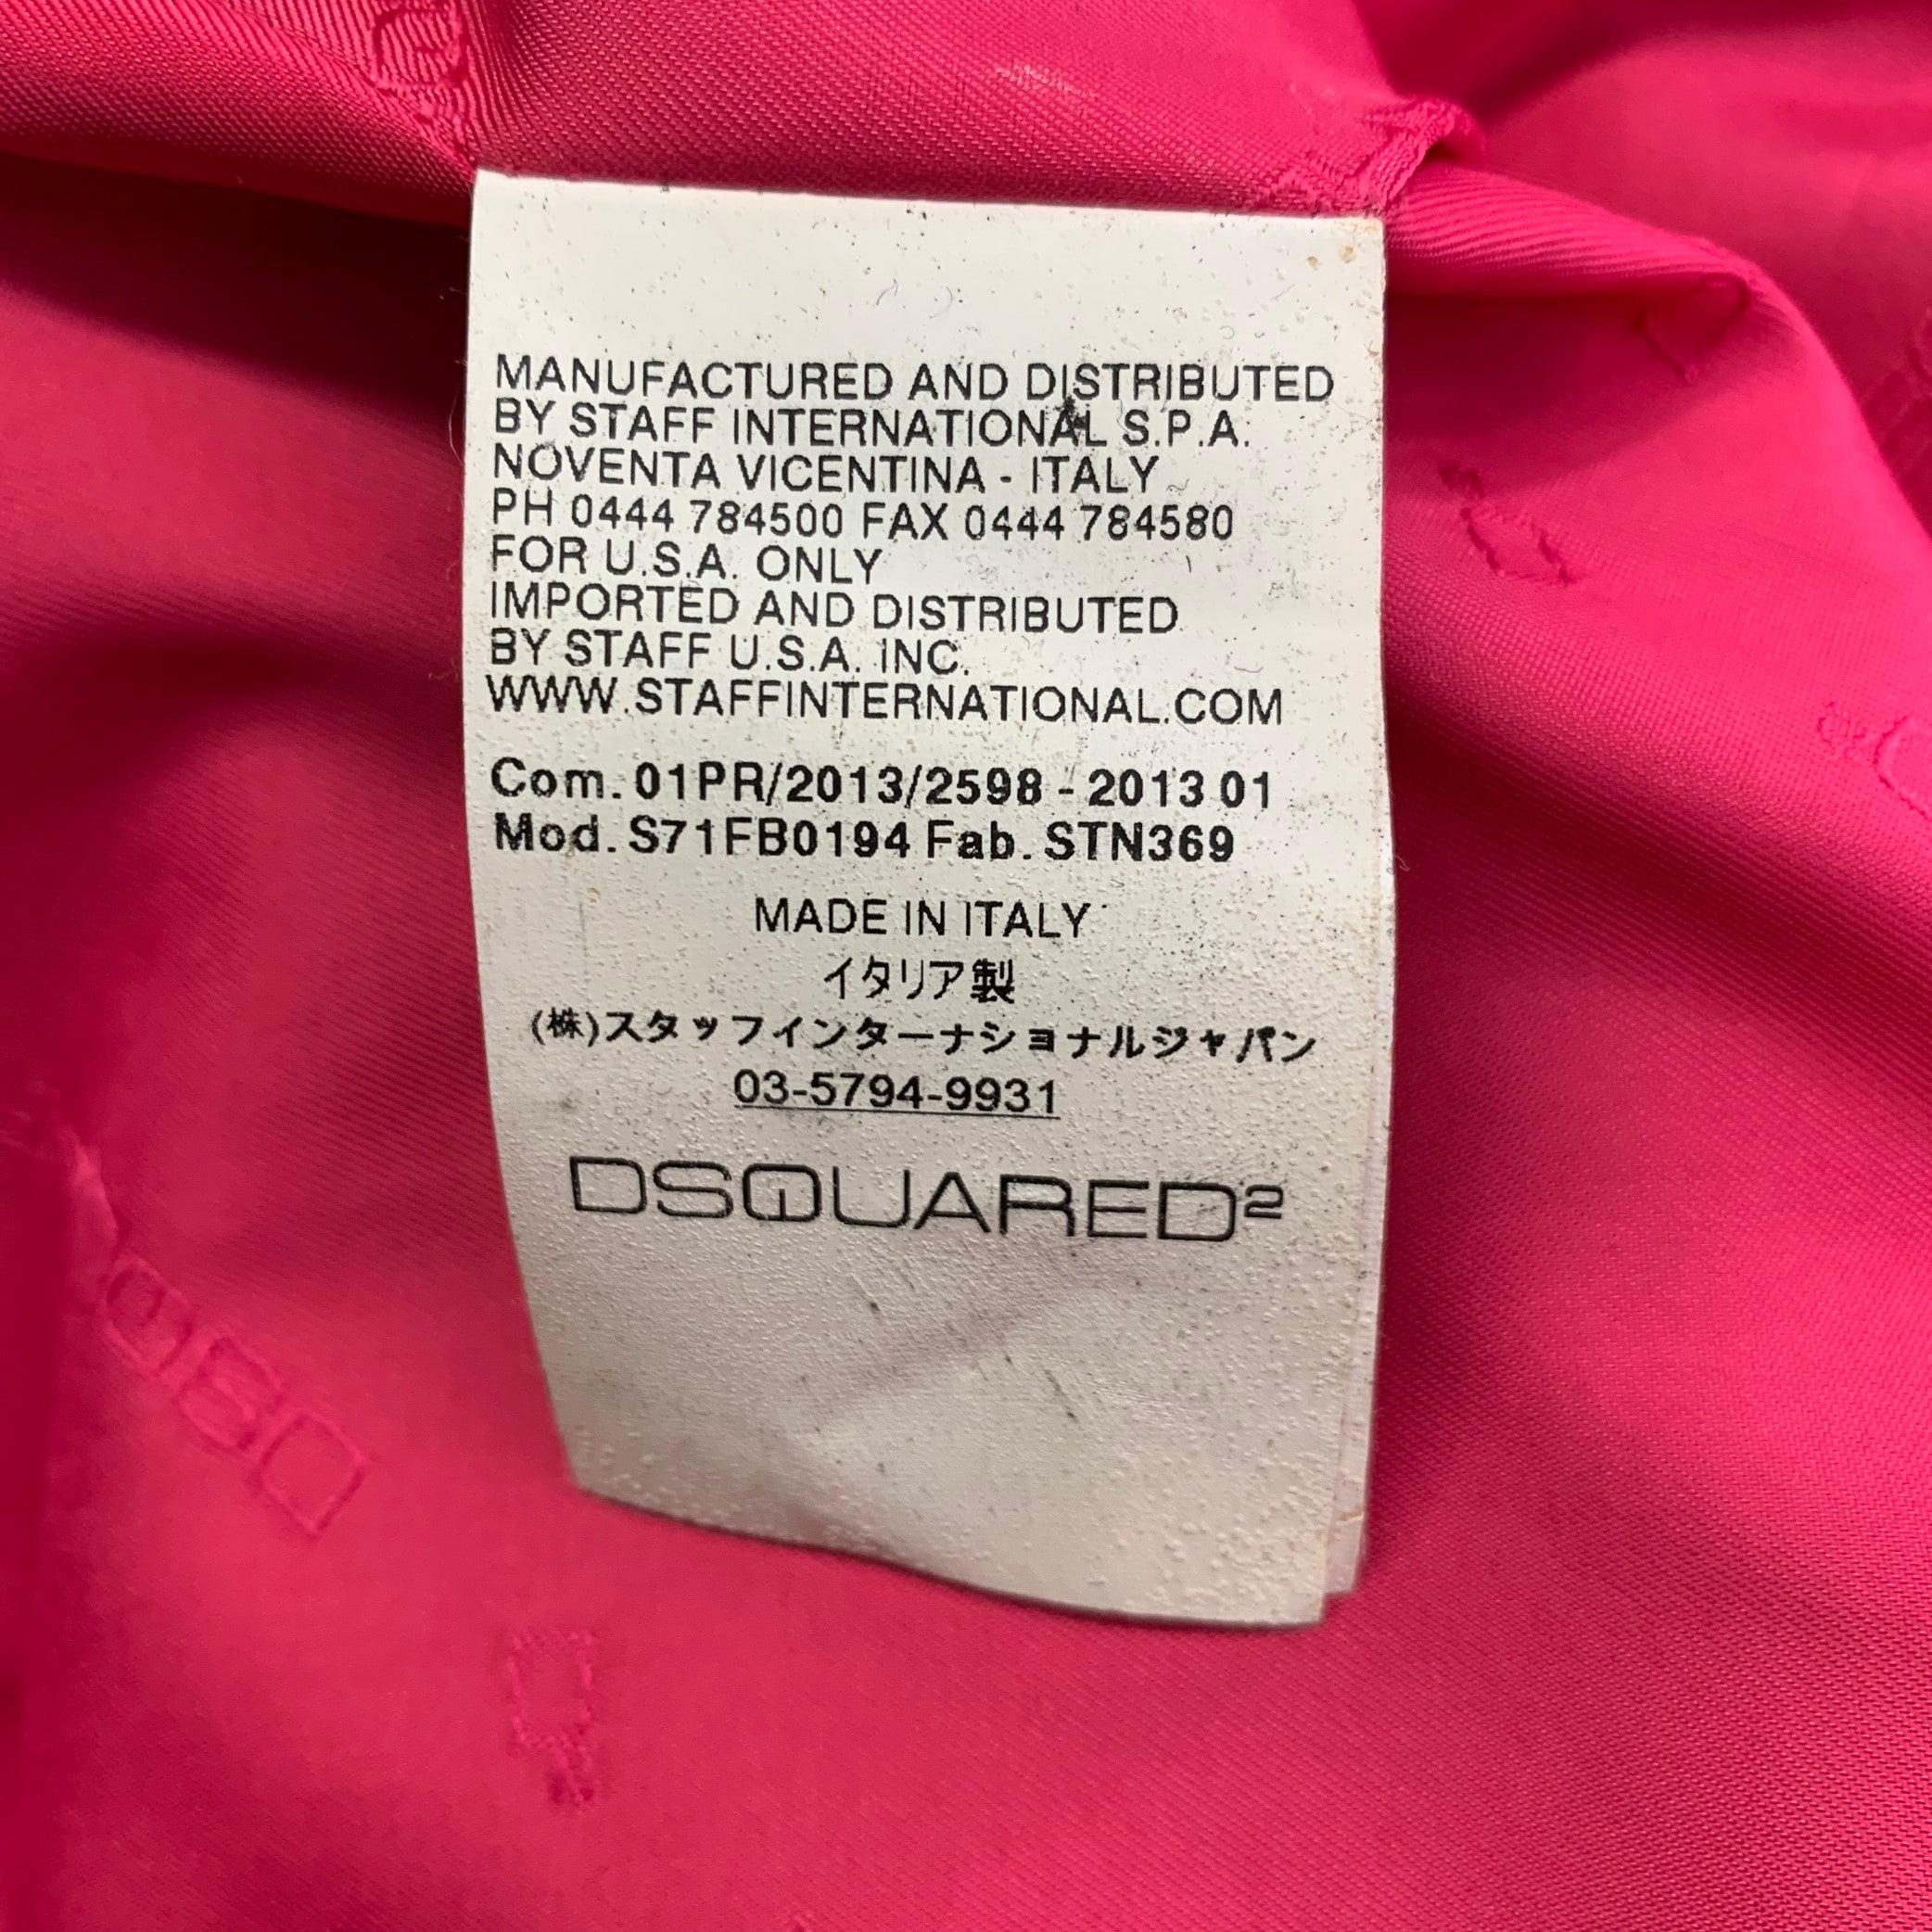 MANUFACTURED AND DISTRIBUTED
BY STAFF INTERNATIONAL S.P.A.
NOVENTA VICENTINA - ITALY
PH 0444 784500 FAX 0444 784580
FOR U.S.A. ONLY
IMPORTED AND DISTRIBUTED
BY STAFF U.S.A. INC.
WWW.STAFFINTERNATIONAL.COM
Com. 01PR/2013/2598 - 2013 01
Mod. S71FB0194 Fab. STN369
MADE IN ITALY
イタリア製
(株)スタッフインターナショナルジャパン
03-5794-9931
DSQUARED²